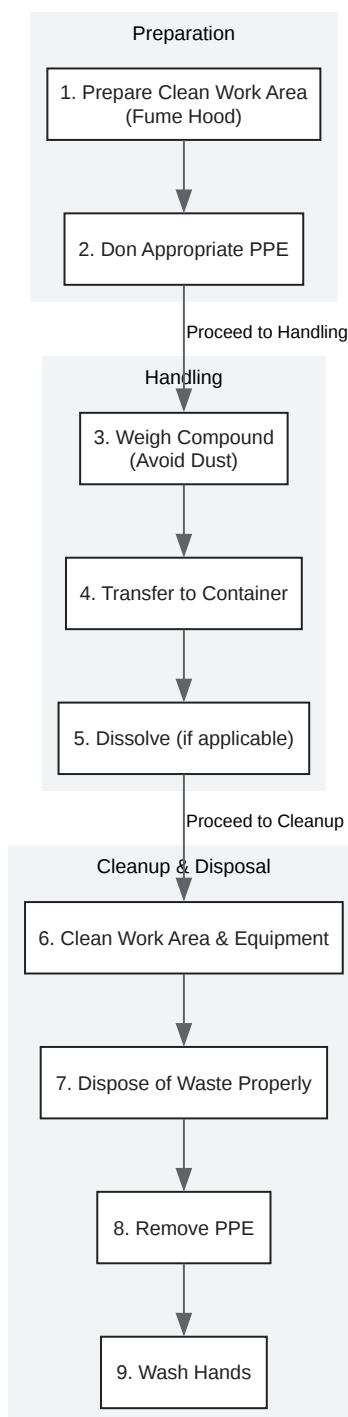 Preparation
1. Prepare Clean Work Area
(Fume Hood)
2. Don Appropriate PPE
Proceed to Handling
Handling
3. Weigh Compound
(Avoid Dust)
4. Transfer to Container
5. Dissolve (if applicable)
Proceed to Cleanup
Cleanup & Disposal
6. Clean Work Area & Equipment
7. Dispose of Waste Properly
8. Remove PPE
9. Wash Hands